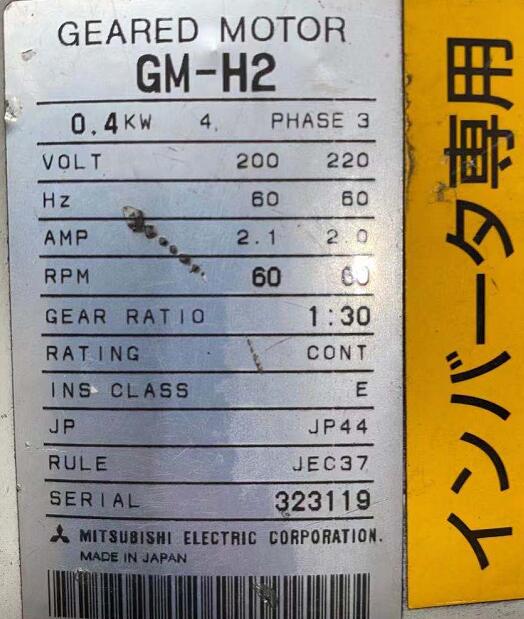 GEARED MOTOR
GM-H2
0.4KW 4. PHASE 3
VOLT 200 220
Hz 60 60
AMP 2.1 2.0
RPM 60 60
GEAR RATIO 1:30
RATING CONT
INS CLASS E
JP JP44
RULE JEC37
SERIAL 323119
MITSUBISHI ELECTRIC CORPORATION.
MADE IN JAPAN
インバータ専用